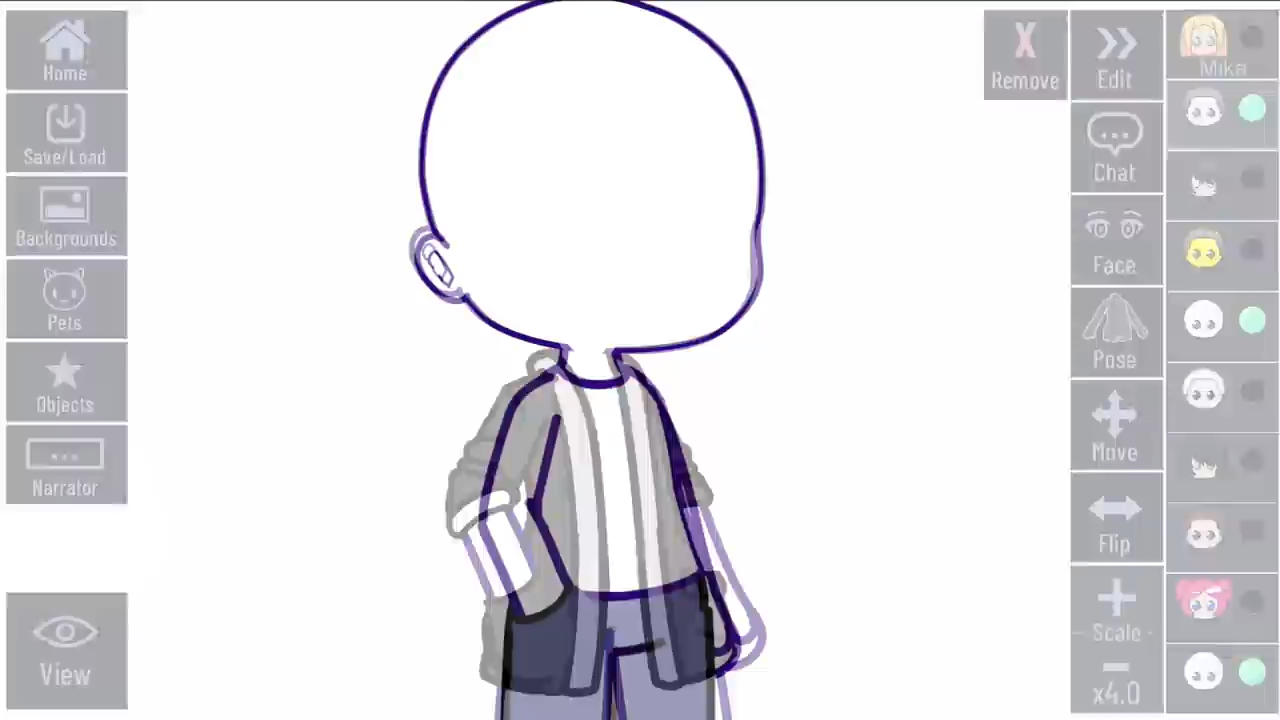 Home
Save/Load
Backgrounds
Pets
Objects
Narrator
View
X
Remove
Edit
Chat
Face
Pose
Move
Flip
Scale
x4.0
Mika